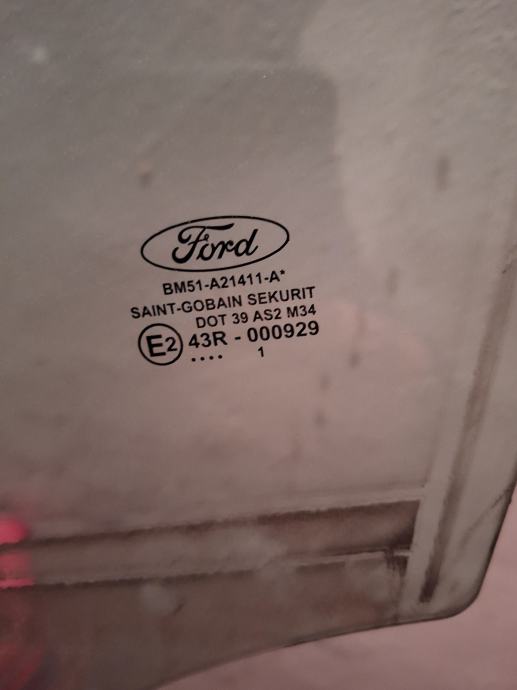 Ford
BM51-A21411-A*
SAINT-GOBAIN SEKURIT
DOT 39 AS2 M34
E2 43R - 000929
.... 1